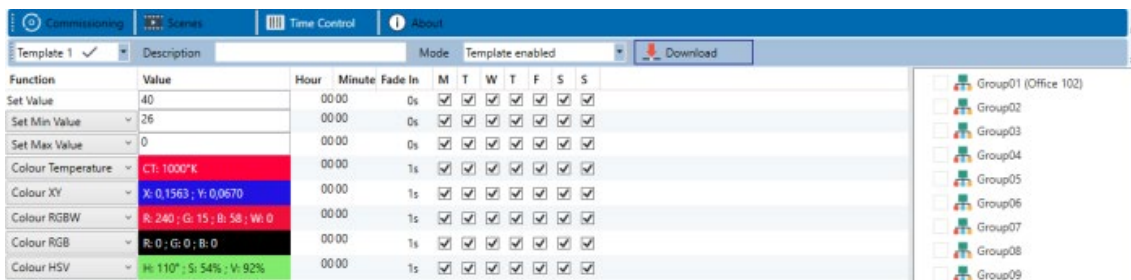 Commissioning Scenes Time Control About
Template 1 Description Mode Template enabled Download
Function Value Hour Minute Fade In M T W T F S S
Set Value 40 00 00 0s
Set Min Value 26 00 00 0s
Set Max Value 0 00 00 0s
Colour Temperature CT: 1000°K 00 00 1s
Colour XY X: 0,1563 ; Y: 0,0670 00 00 1s
Colour RGBW R: 240 ; G: 15 ; B: 58 ; W: 0 00 00 1s
Colour RGB R: 0 ; G: 0 ; B: 0 00 00 1s
Colour HSV H: 110° ; S: 54% ; V: 92% 00 00 1s
Group01 (Office 102)
Group02
Group03
Group04
Group05
Group06
Group07
Group08
Group09